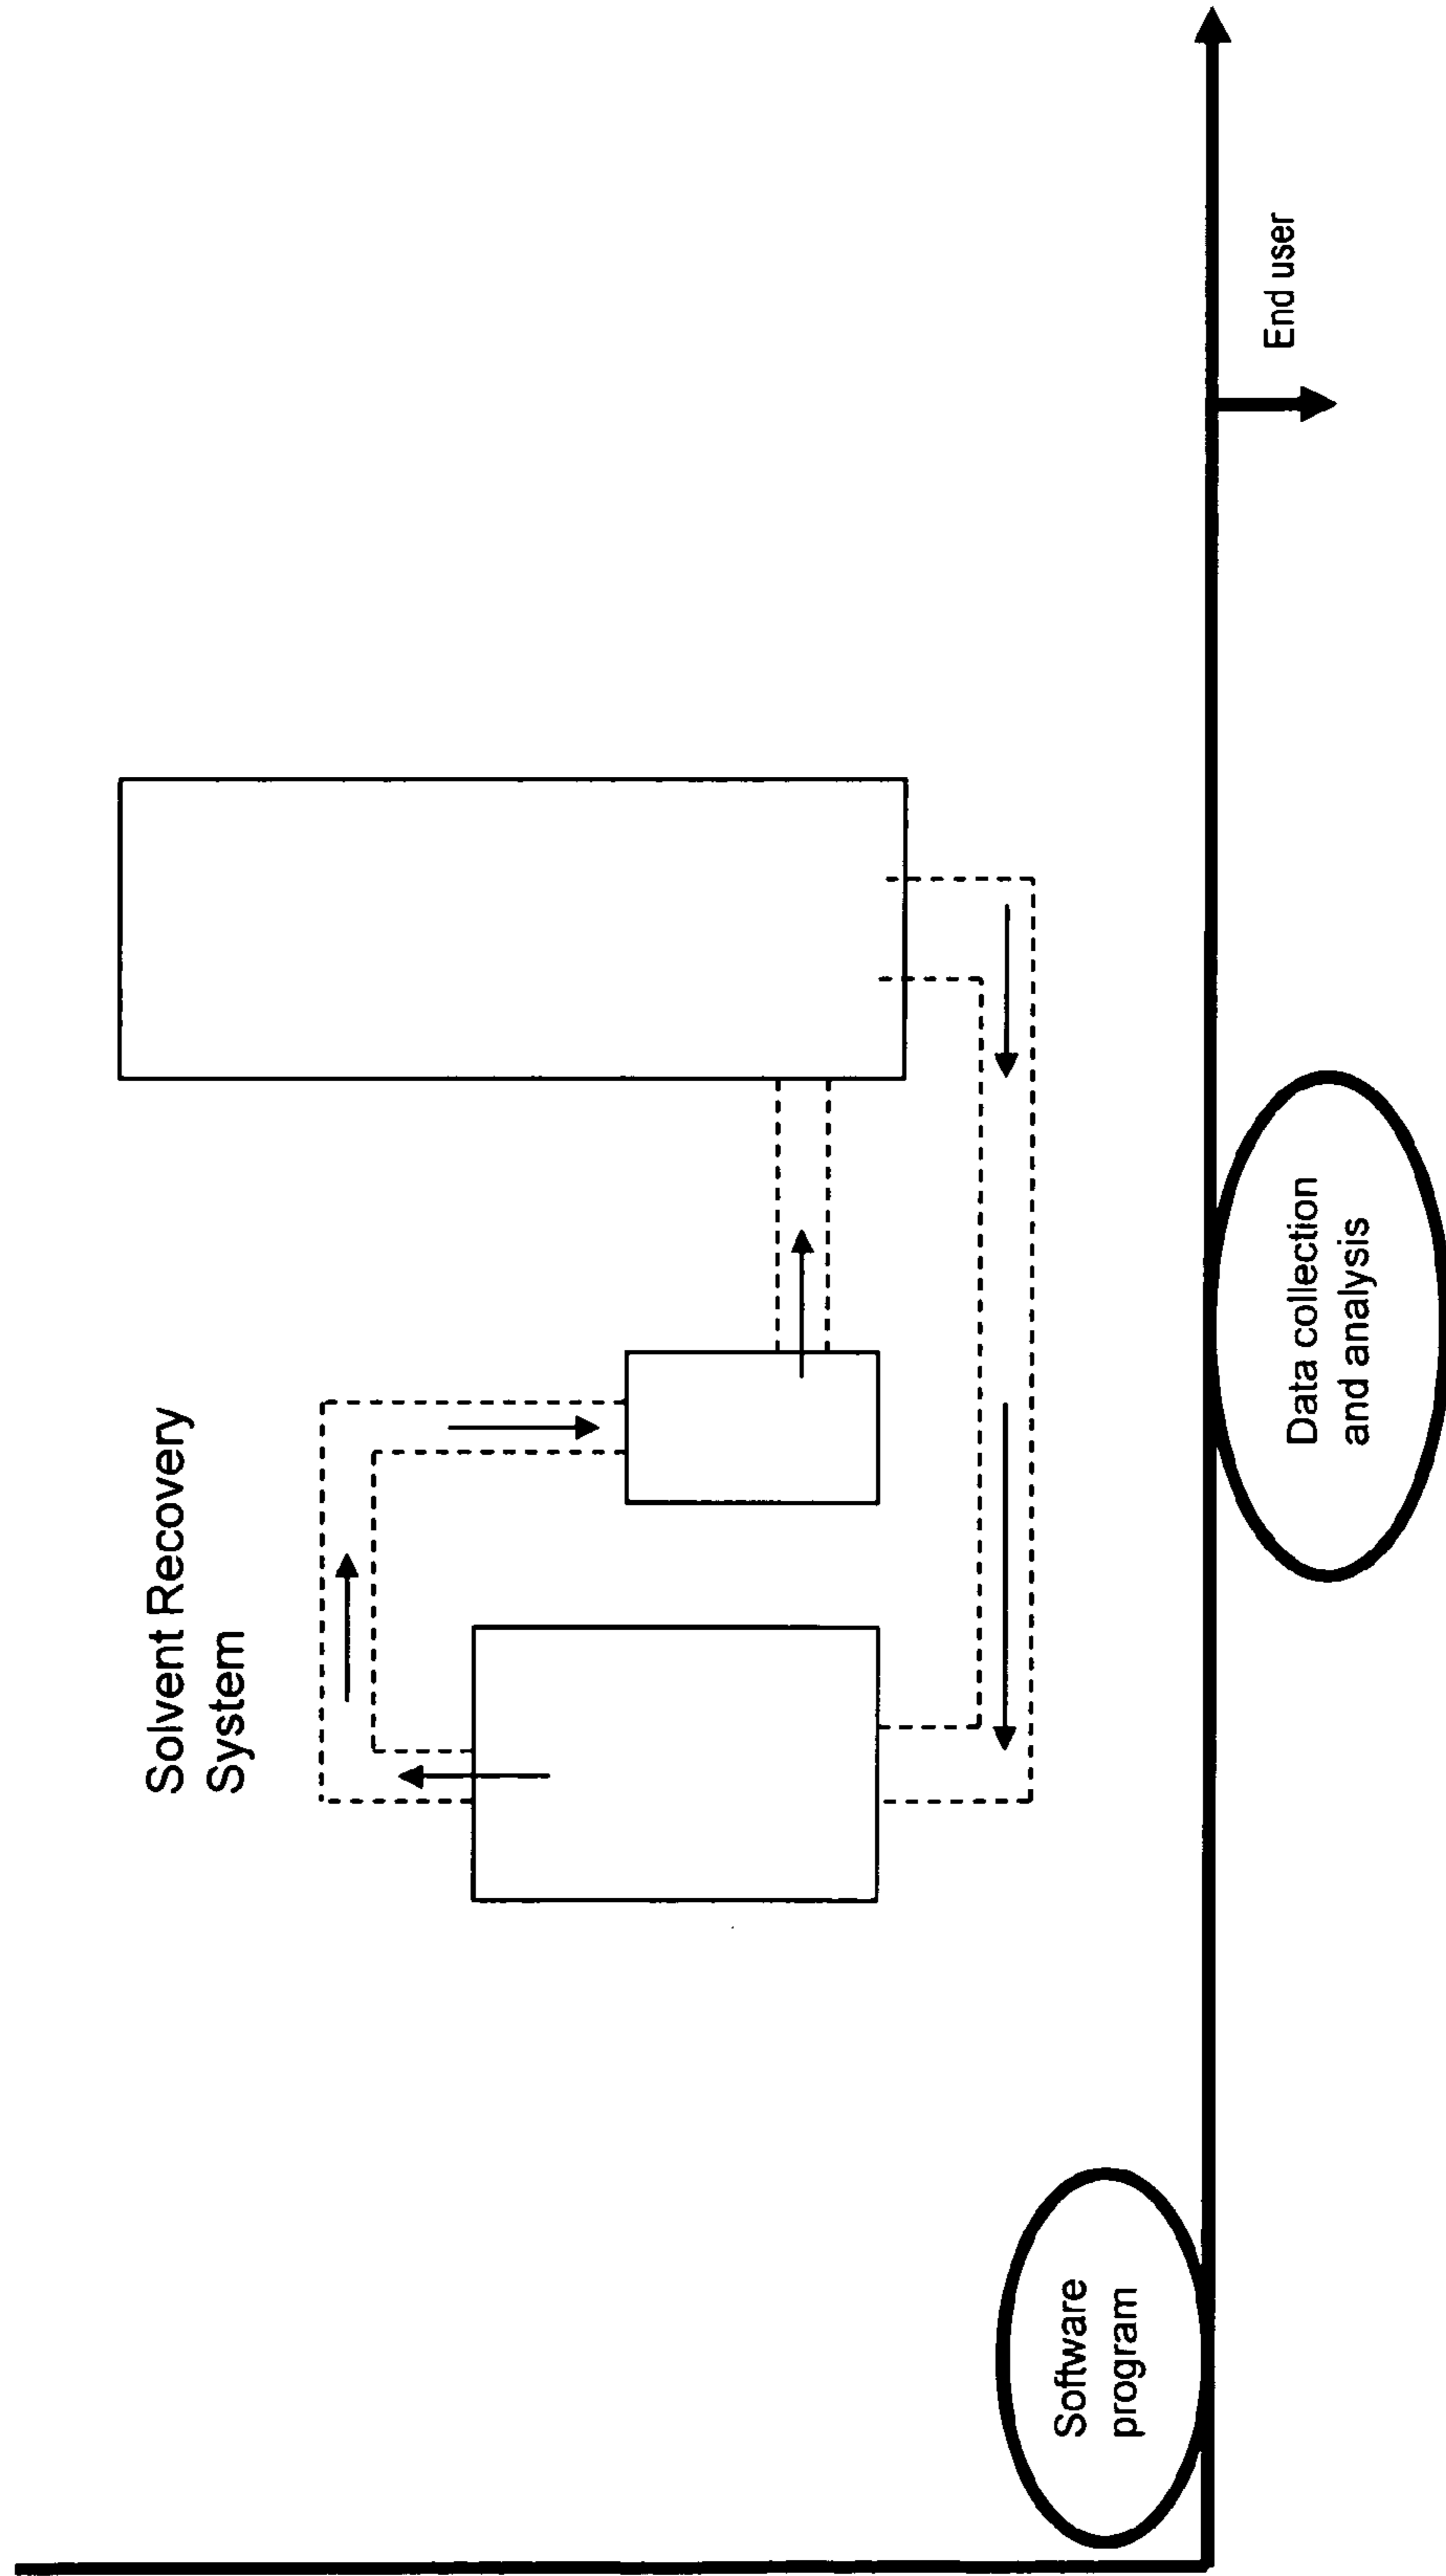 Solvent Recovery
System
Software
program
Data collection
and analysis
End user